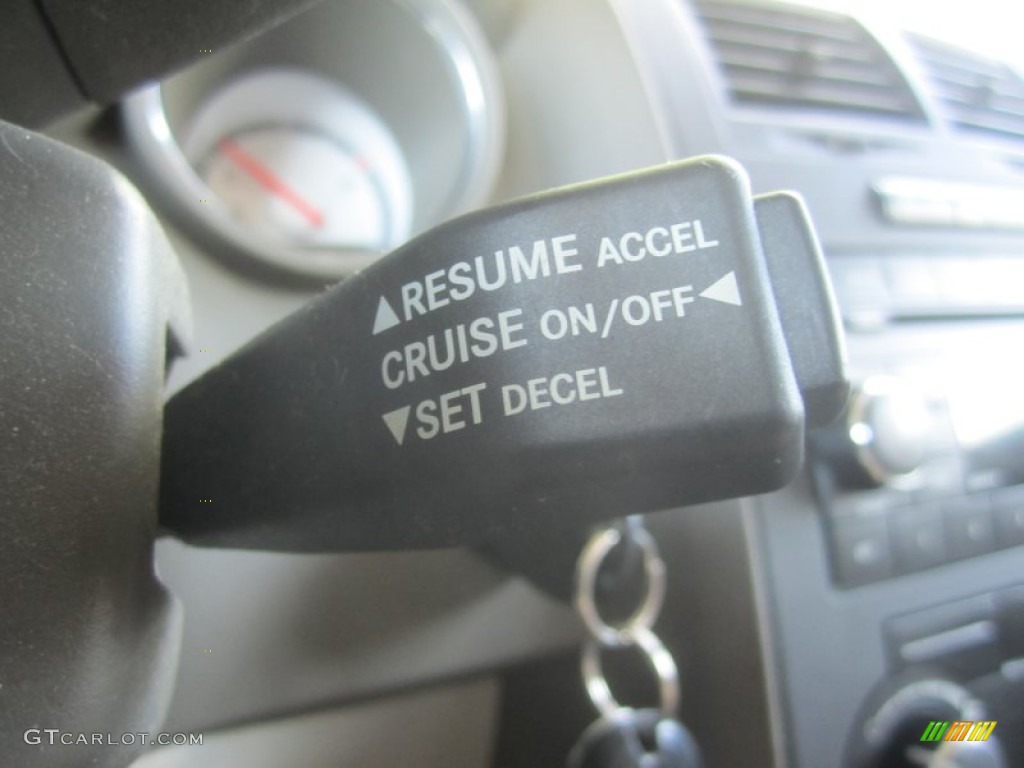 ▲RESUME ACCEL
CRUISE ON/OFF◀
▼SET DECEL
GTCARLOT.COM